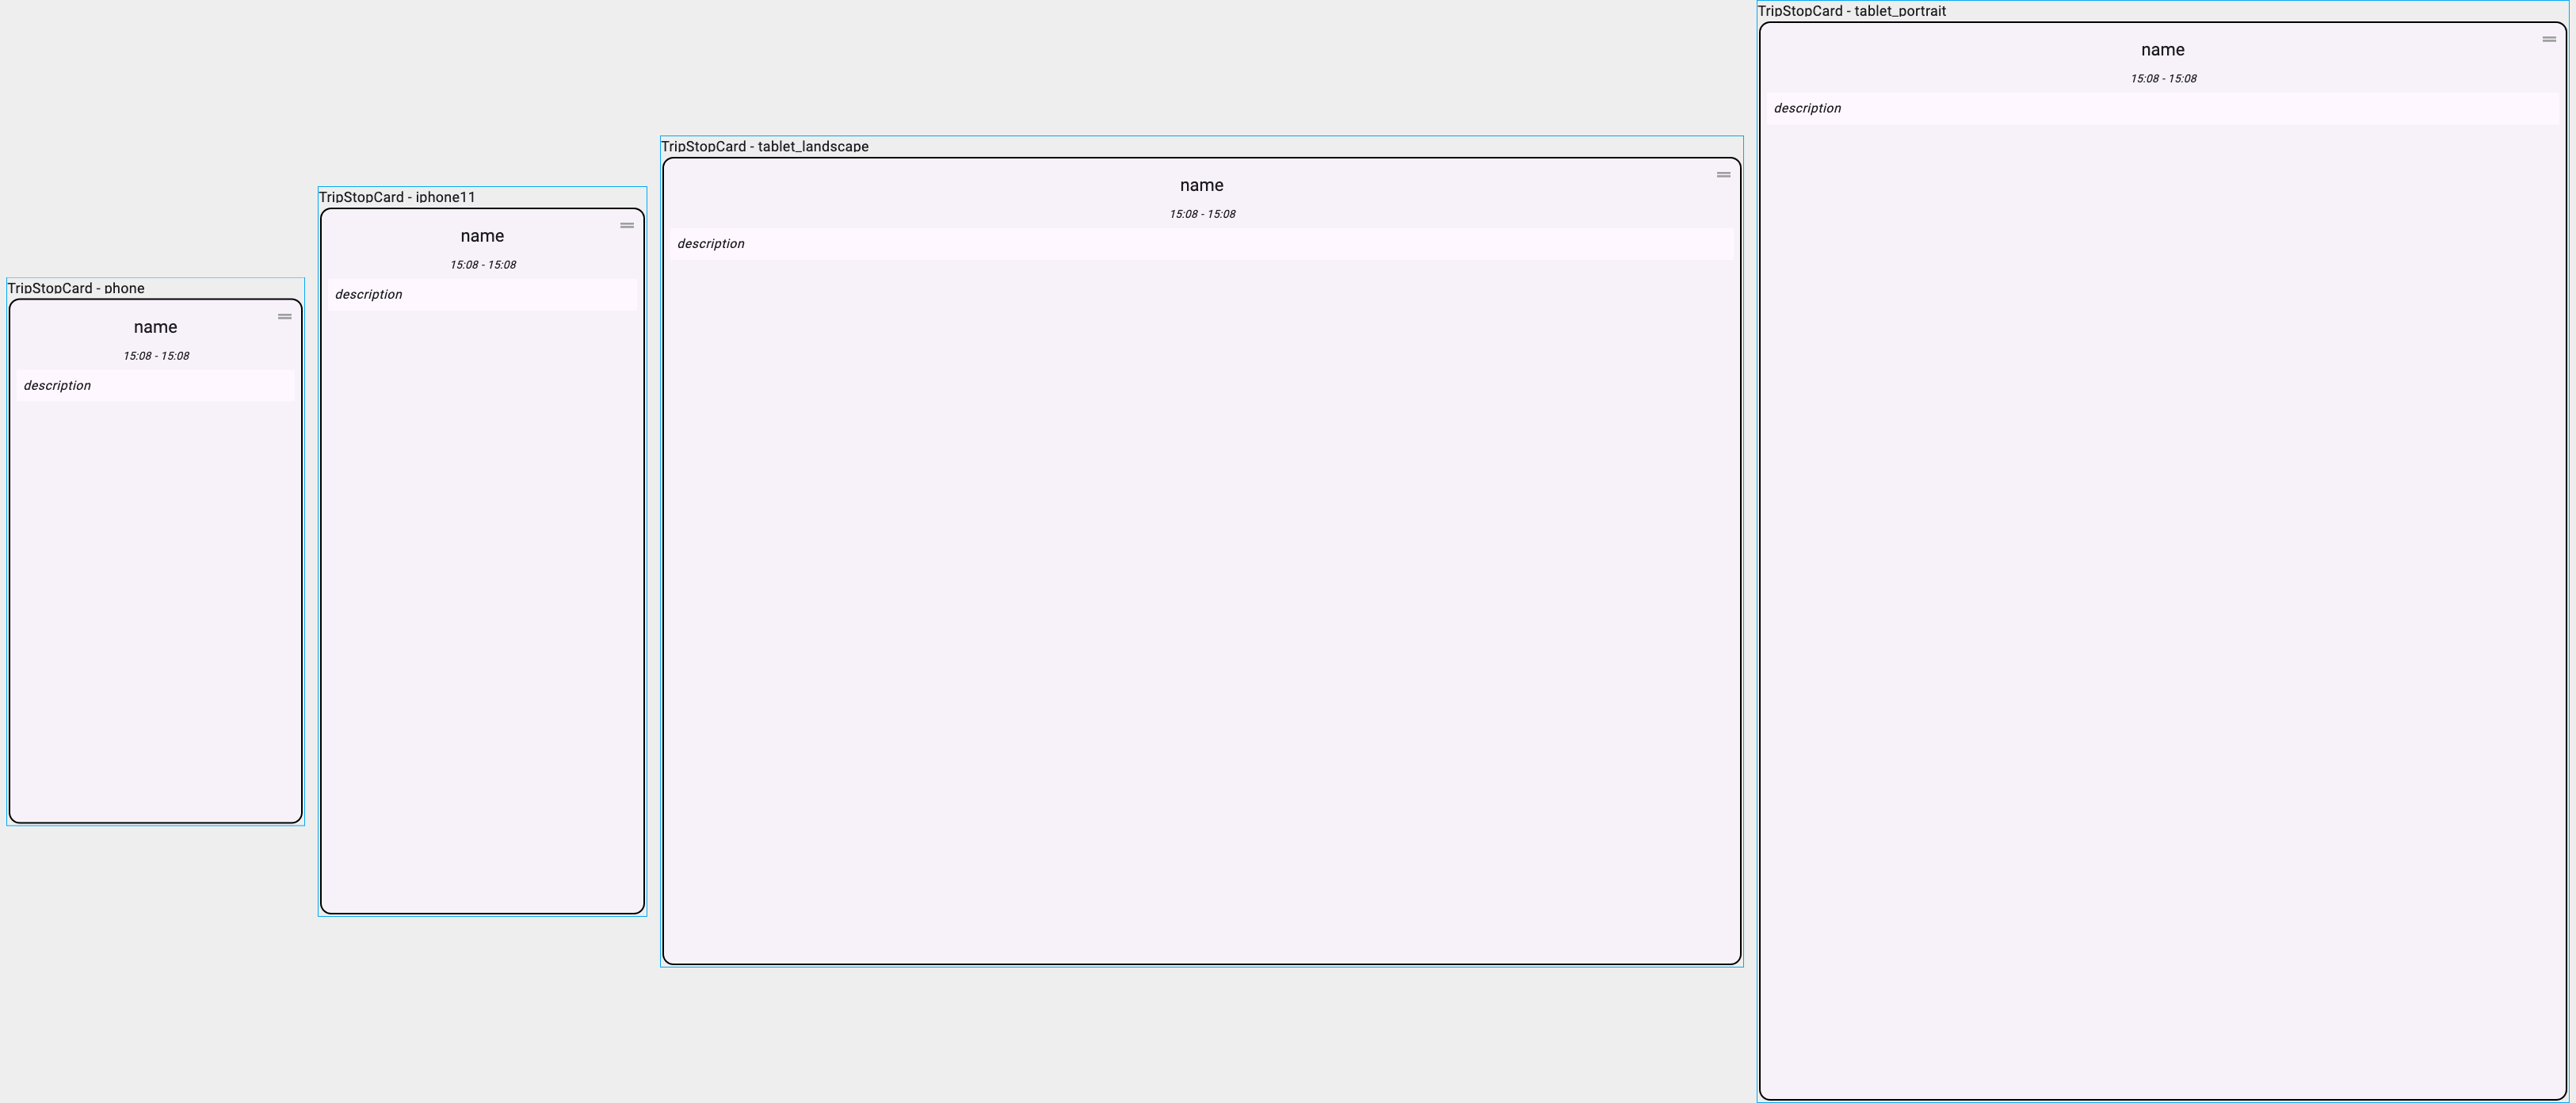 TripStopCard - phone
name
15:08 - 15:08
description
TripStopCard - iphone11
name
15:08 - 15:08
description
TripStopCard - tablet_landscape
name
15:08 - 15:08
description
TripStopCard - tablet_portrait
name
15:08 - 15:08
description